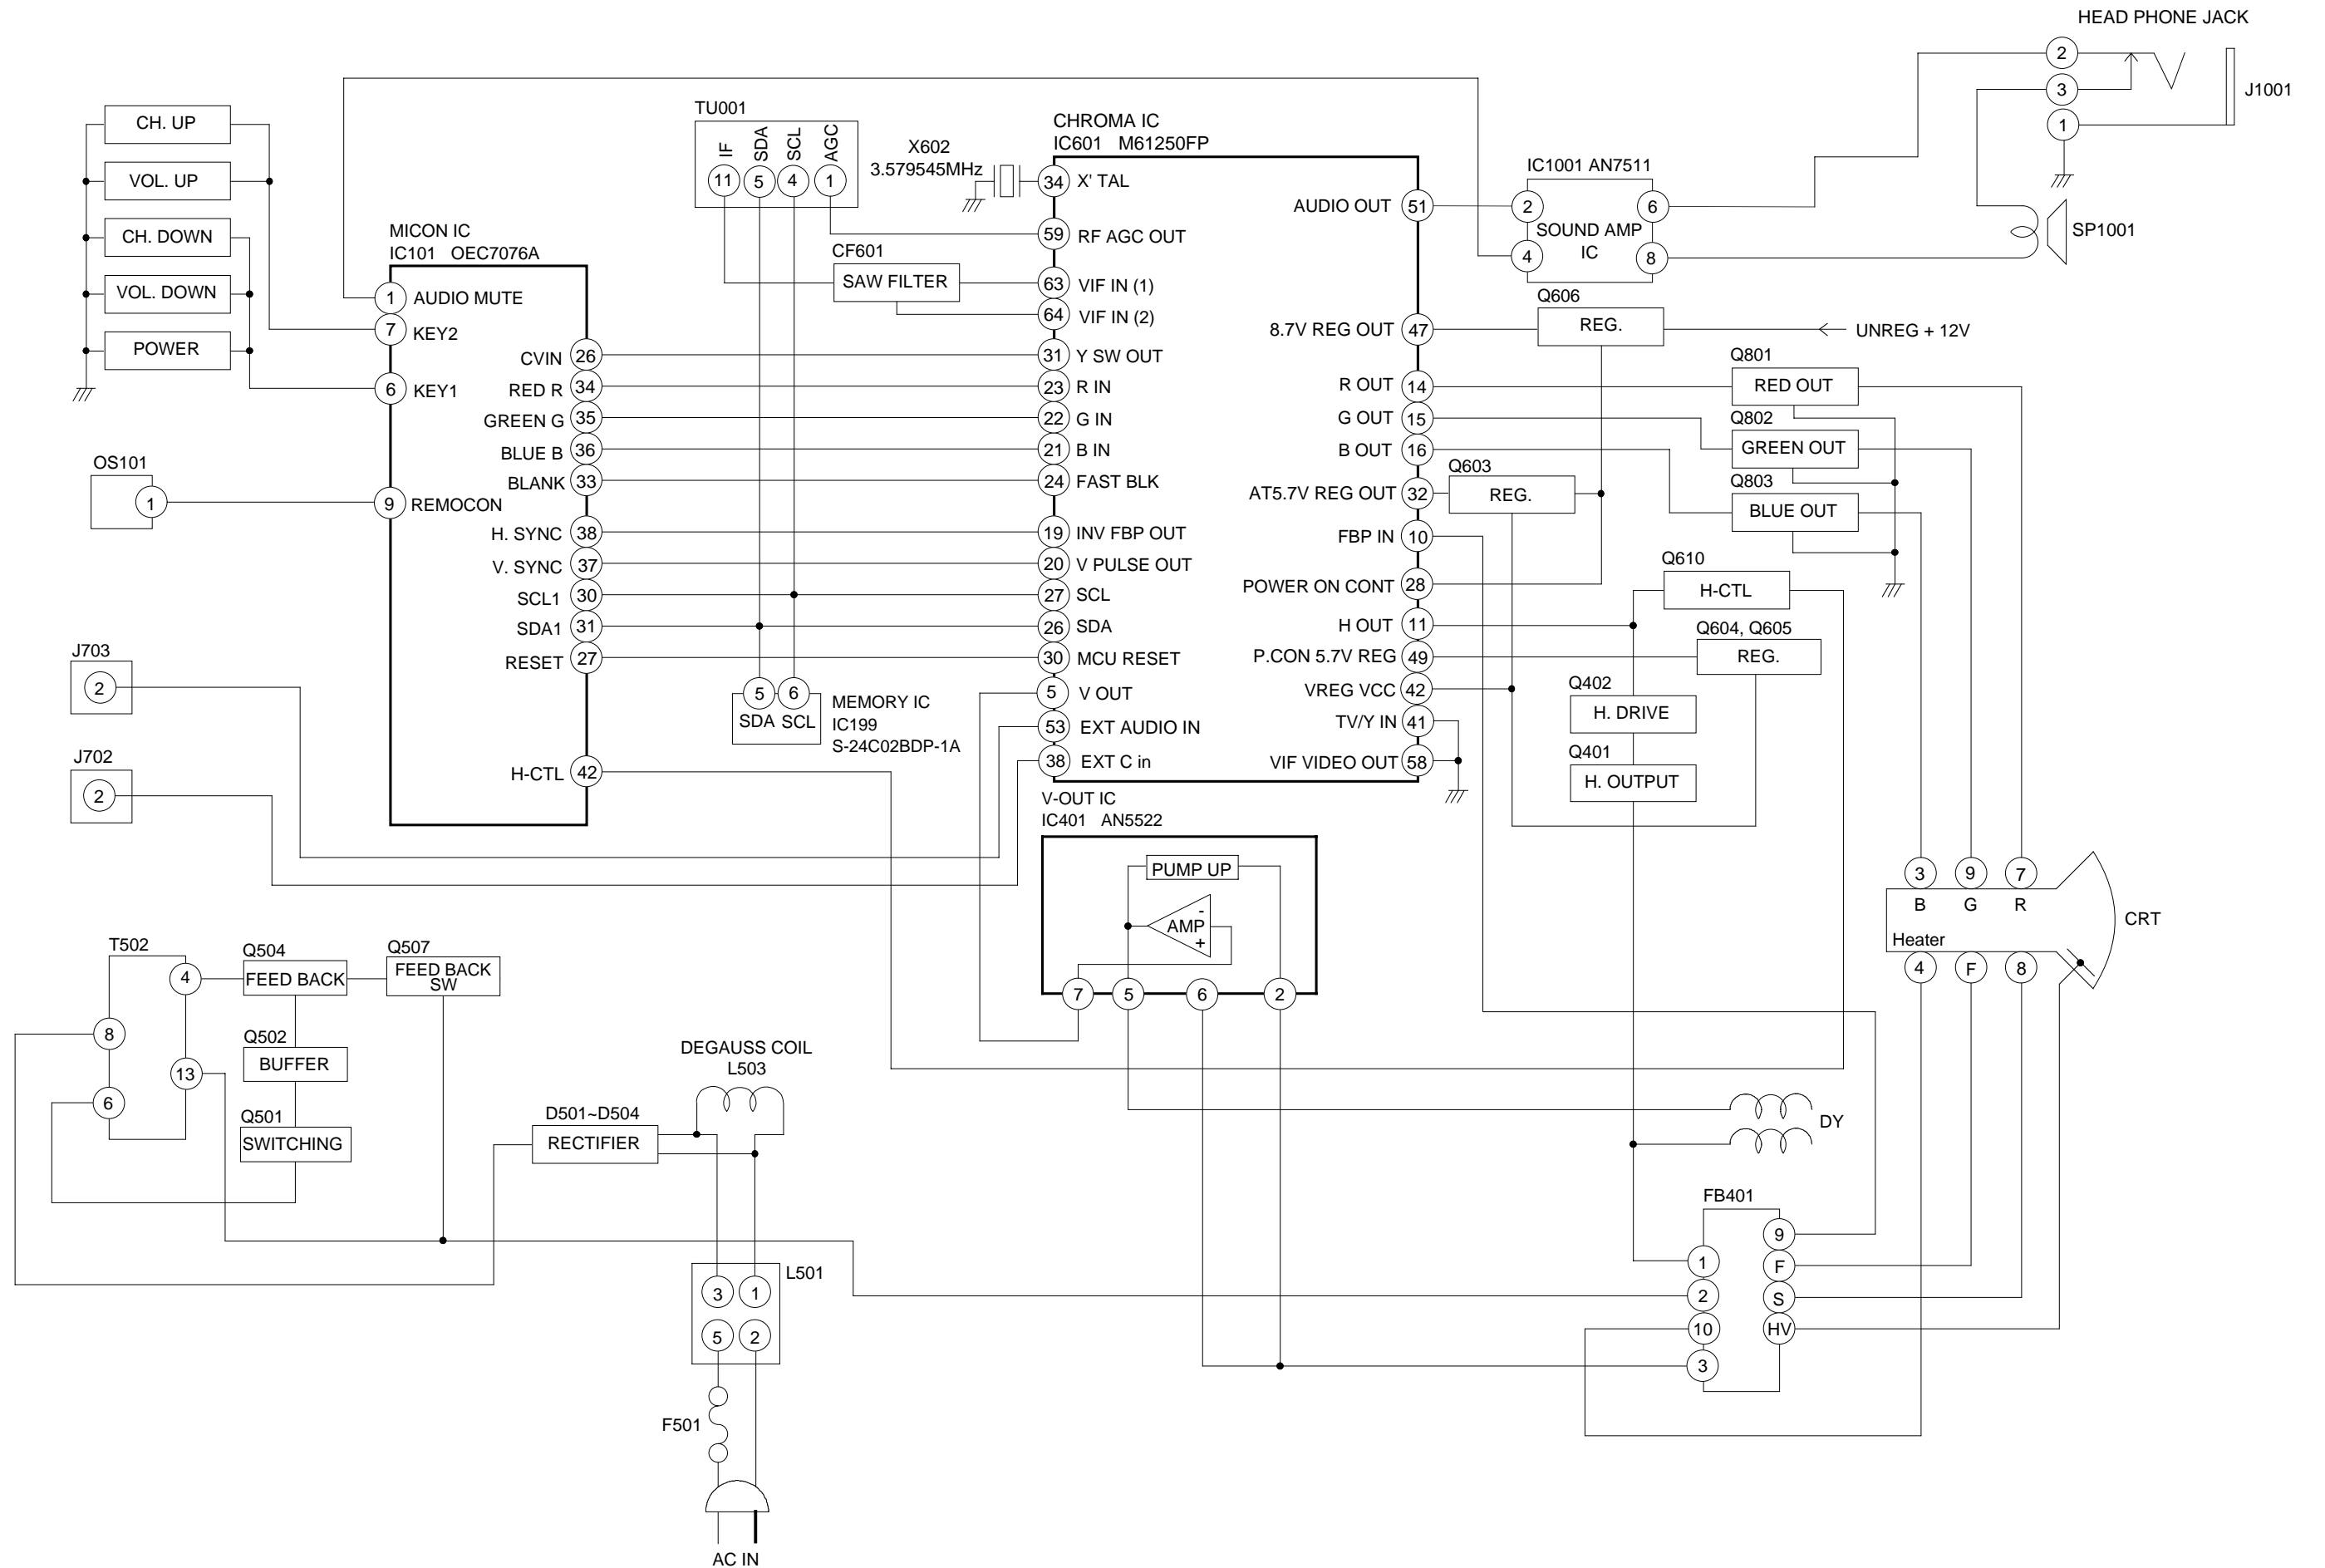 HEAD PHONE JACK
2
3
1
J1001
CH. UP
VOL. UP
CH. DOWN
VOL. DOWN
POWER
TU001
IF
SDA
SCL
AGC
11
5
4
1
X602
3.579545MHz
CHROMA IC
IC601 M61250FP
34 X' TAL
59 RF AGC OUT
63 VIF IN (1)
64 VIF IN (2)
31 Y SW OUT
23 R IN
22 G IN
21 B IN
24 FAST BLK
19 INV FBP OUT
20 V PULSE OUT
27 SCL
26 SDA
30 MCU RESET
5 V OUT
53 EXT AUDIO IN
38 EXT C in
AUDIO OUT 51
8.7V REG OUT 47
R OUT 14
G OUT 15
B OUT 16
AT5.7V REG OUT 32
FBP IN 10
POWER ON CONT 28
H OUT 11
P.CON 5.7V REG 49
VREG VCC 42
TV/Y IN 41
VIF VIDEO OUT 58
CF601
SAW FILTER
MICON IC
IC101 OEC7076A
1 AUDIO MUTE
7 KEY2
6 KEY1
9 REMOCON
CVIN 26
RED R 34
GREEN G 35
BLUE B 36
BLANK 33
H. SYNC 38
V. SYNC 37
SCL1 30
SDA1 31
RESET 27
H-CTL 42
OS101
1
J703
2
J702
2
5 6
SDA SCL
MEMORY IC
IC199
S-24C02BDP-1A
IC1001 AN7511
2 6
SOUND AMP
IC
4 8
SP1001
Q606
REG.
UNREG + 12V
Q801
RED OUT
Q802
GREEN OUT
Q803
BLUE OUT
Q603
REG.
Q610
H-CTL
Q604, Q605
REG.
Q402
H. DRIVE
Q401
H. OUTPUT
V-OUT IC
IC401 AN5522
PUMP UP
-
AMP
+
7 5 6 2
3 9 7
B G R
CRT
Heater
4 F 8
T502
4
8
13
6
Q504
FEED BACK
Q507
FEED BACK
SW
Q502
BUFFER
Q501
SWITCHING
DEGAUSS COIL
L503
D501~D504
RECTIFIER
L501
3 1
5 2
F501
AC IN
DY
FB401
9
1
F
2
S
10
HV
3